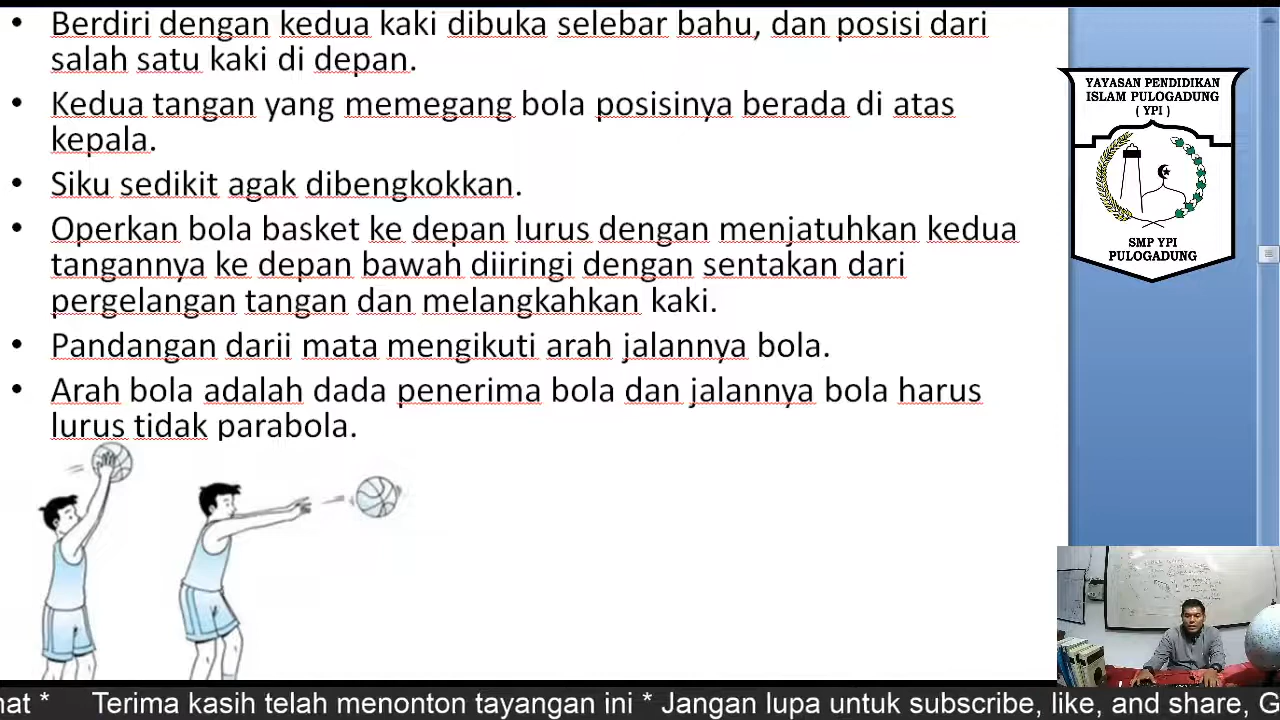 • Berdiri dengan kedua kaki dibuka selebar bahu, dan posisi dari
salah satu kaki di depan.
• Kedua tangan yang memegang bola posisinya berada di atas
kepala.
• Siku sedikit agak dibengkokkan.
• Operkan bola basket ke depan lurus dengan menjatuhkan kedua
tangannya ke depan bawah diiringi dengan sentakan dari
pergelangan tangan dan melangkahkan kaki.
• Pandangan darii mata mengikuti arah jalannya bola.
• Arah bola adalah dada penerima bola dan jalannya bola harus
lurus tidak parabola.
YAYASAN PENDIDIKAN
ISLAM PULOGADUNG
( YPI )
SMP YPI
PULOGADUNG
nat * Terima kasih telah menonton tayangan ini * Jangan lupa untuk subscribe, like, and share, G